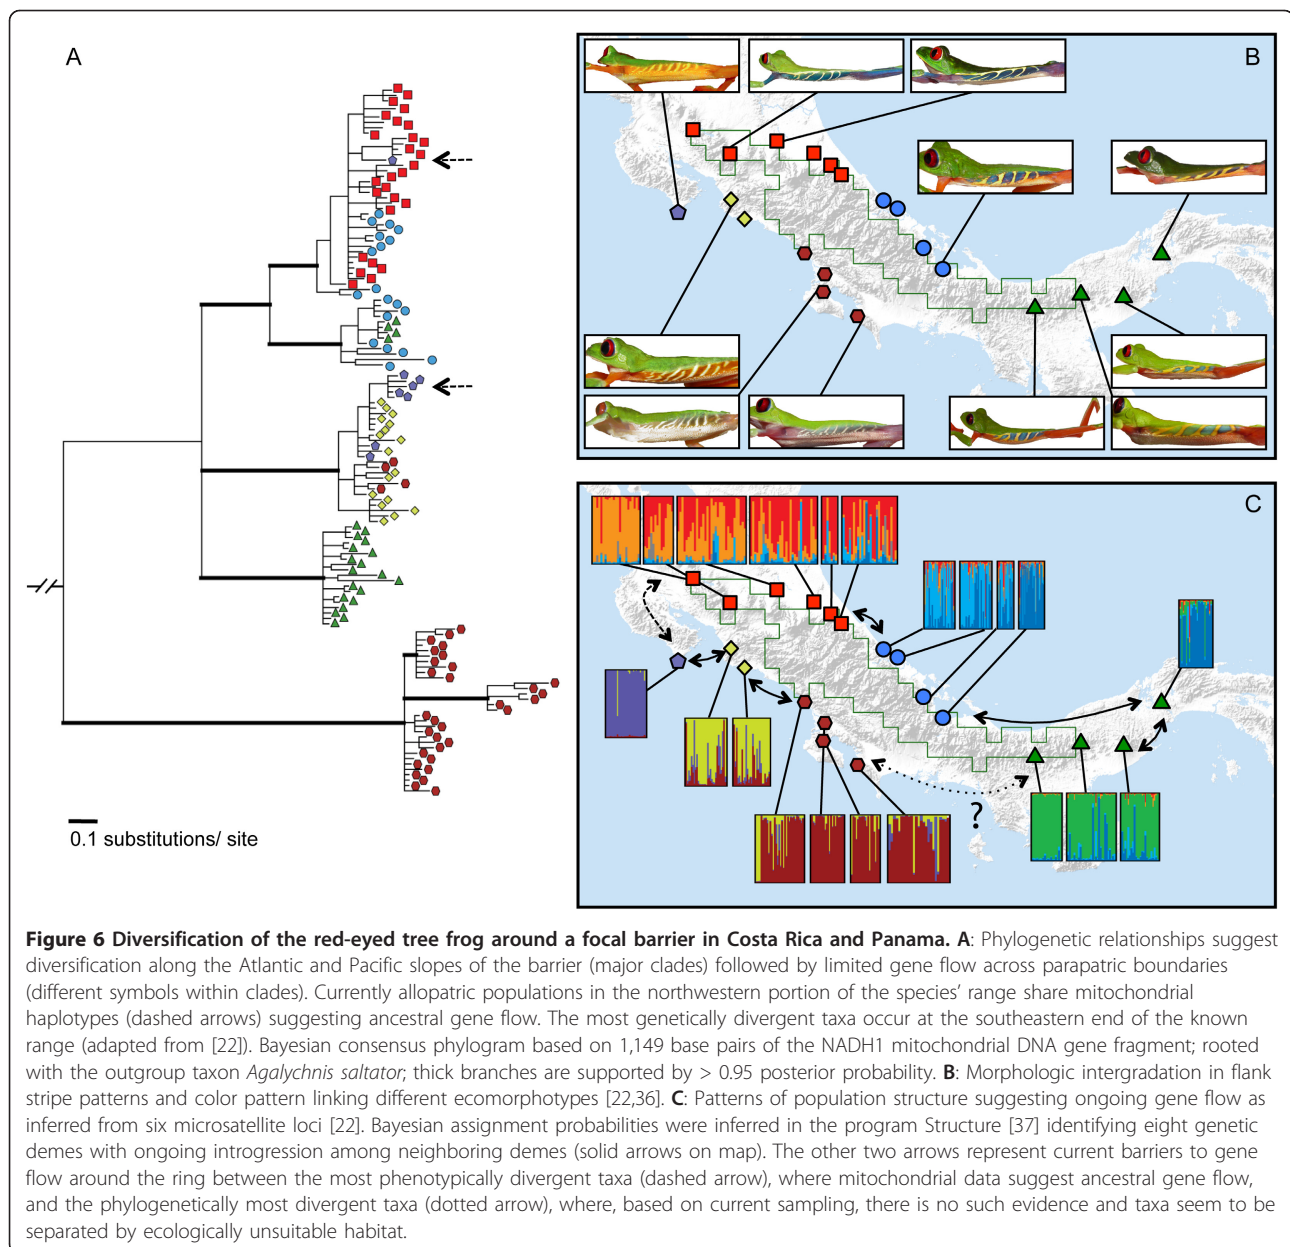 A
B
C
?
0.1 substitutions/ site
Figure 6 Diversification of the red-eyed tree frog around a focal barrier in Costa Rica and Panama. A: Phylogenetic relationships suggest
diversification along the Atlantic and Pacific slopes of the barrier (major clades) followed by limited gene flow across parapatric boundaries
(different symbols within clades). Currently allopatric populations in the northwestern portion of the species' range share mitochondrial
haplotypes (dashed arrows) suggesting ancestral gene flow. The most genetically divergent taxa occur at the southeastern end of the known
range (adapted from [22]). Bayesian consensus phylogram based on 1,149 base pairs of the NADH1 mitochondrial DNA gene fragment; rooted
with the outgroup taxon Agalychnis saltator; thick branches are supported by > 0.95 posterior probability. B: Morphologic intergradation in flank
stripe patterns and color pattern linking different ecomorphotypes [22,36]. C: Patterns of population structure suggesting ongoing gene flow as
inferred from six microsatellite loci [22]. Bayesian assignment probabilities were inferred in the program Structure [37] identifying eight genetic
demes with ongoing introgression among neighboring demes (solid arrows on map). The other two arrows represent current barriers to gene
flow around the ring between the most phenotypically divergent taxa (dashed arrow), where mitochondrial data suggest ancestral gene flow,
and the phylogenetically most divergent taxa (dotted arrow), where, based on current sampling, there is no such evidence and taxa seem to be
separated by ecologically unsuitable habitat.